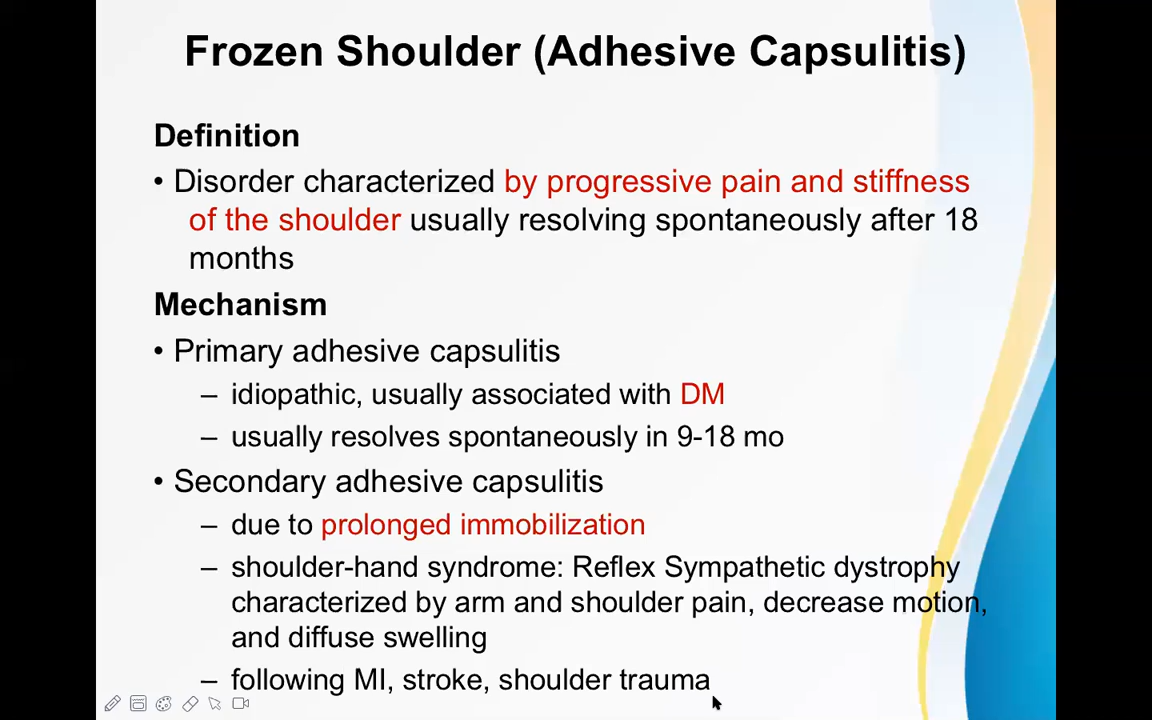 Frozen Shoulder (Adhesive Capsulitis)
Definition
• Disorder characterized by progressive pain and stiffness
of the shoulder usually resolving spontaneously after 18
months
Mechanism
• Primary adhesive capsulitis
– idiopathic, usually associated with DM
– usually resolves spontaneously in 9-18 mo
• Secondary adhesive capsulitis
– due to prolonged immobilization
– shoulder-hand syndrome: Reflex Sympathetic dystrophy
characterized by arm and shoulder pain, decrease motion,
and diffuse swelling
– following MI, stroke, shoulder trauma